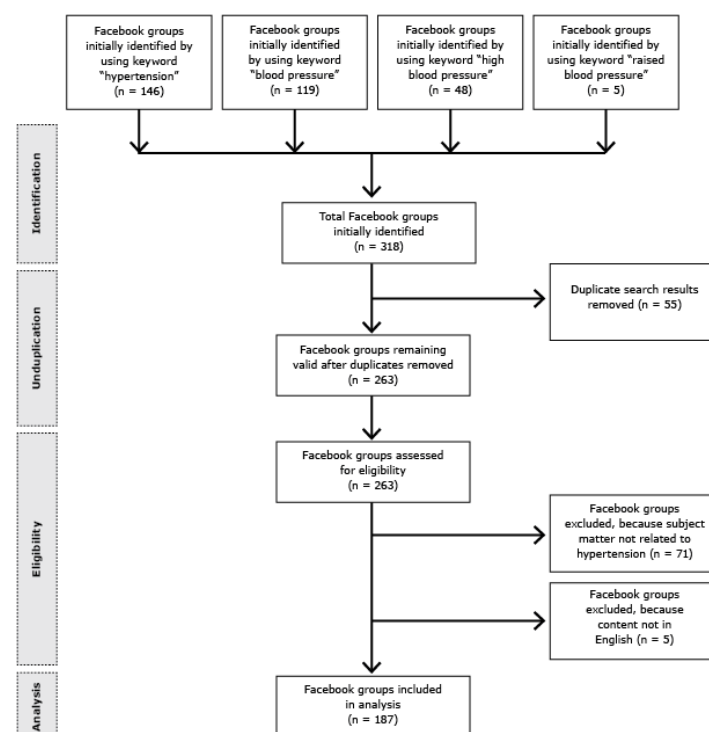 Facebook groups
initially identified by
using keyword
"hypertension"
(n = 146)
Facebook groups
initially identified
by using keyword
"blood pressure"
(n = 119)
Facebook groups
initially identified by
using keyword "high
blood pressure"
(n = 48)
Facebook groups
initially identified by
using keyword "raised
blood pressure"
(n = 5)
Identification
Total Facebook groups
initially identified
(n = 318)
Unduplication
Duplicate search results
removed (n = 55)
Facebook groups remaining
valid after duplicates removed
(n = 263)
Eligibility
Facebook groups assessed
for eligibility
(n = 263)
Facebook groups
excluded, because subject
matter not related to
hypertension (n = 71)
Facebook groups
excluded, because
content not in
English (n = 5)
Analysis
Facebook groups included
in analysis
(n = 187)